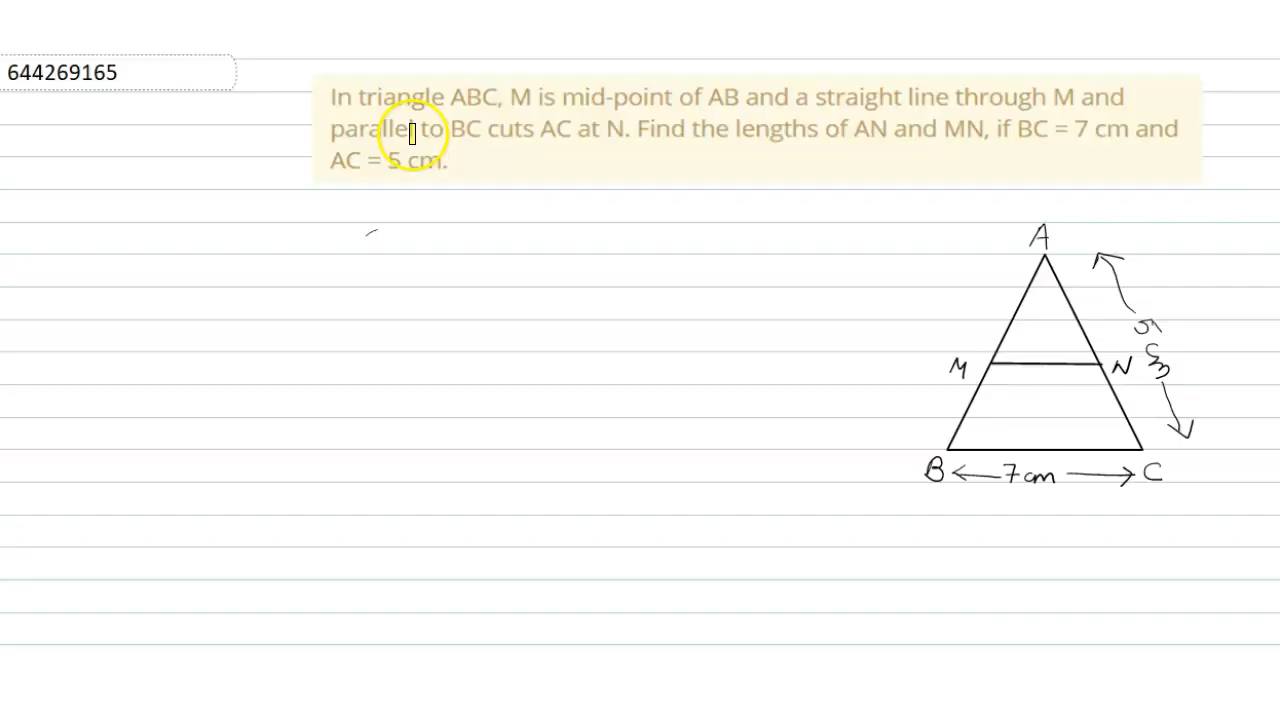 644269165
In triangle ABC, M is mid-point of AB and a straight line through M and
parallel to BC cuts AC at N. Find the lengths of AN and MN, if BC = 7 cm and
AC = 5 cm.
A
5 cm
M
N
B
7 cm
C